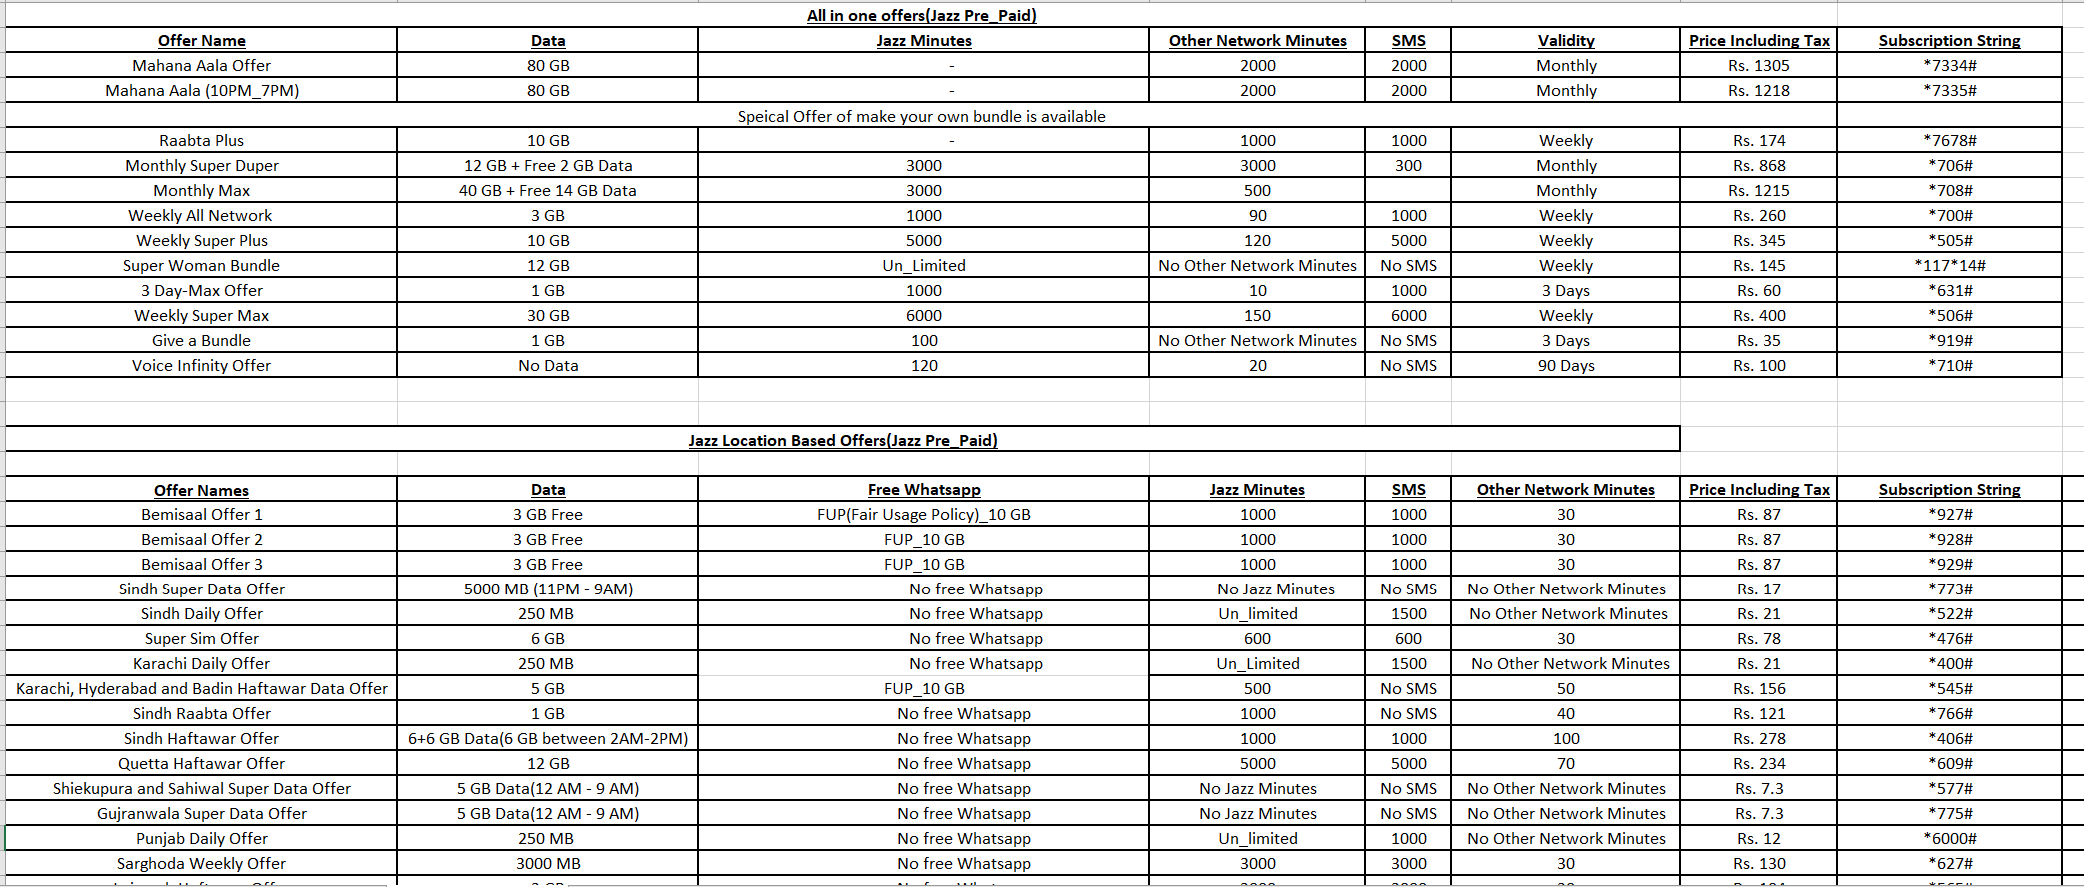 All in one offers(Jazz Pre_Paid)
Offer Name Data Jazz Minutes Other Network Minutes SMS Validity Price Including Tax Subscription String
Mahana Aala Offer 80 GB - 2000 2000 Monthly Rs. 1305 *7334#
Mahana Aala (10PM_7PM) 80 GB - 2000 2000 Monthly Rs. 1218 *7335#
Speical Offer of make your own bundle is available
Raabta Plus 10 GB - 1000 1000 Weekly Rs. 174 *7678#
Monthly Super Duper 12 GB + Free 2 GB Data 3000 3000 300 Monthly Rs. 868 *706#
Monthly Max 40 GB + Free 14 GB Data 3000 500 Monthly Rs. 1215 *708#
Weekly All Network 3 GB 1000 90 1000 Weekly Rs. 260 *700#
Weekly Super Plus 10 GB 5000 120 5000 Weekly Rs. 345 *505#
Super Woman Bundle 12 GB Un_Limited No Other Network Minutes No SMS Weekly Rs. 145 *117*14#
3 Day-Max Offer 1 GB 1000 10 1000 3 Days Rs. 60 *631#
Weekly Super Max 30 GB 6000 150 6000 Weekly Rs. 400 *506#
Give a Bundle 1 GB 100 No Other Network Minutes No SMS 3 Days Rs. 35 *919#
Voice Infinity Offer No Data 120 20 No SMS 90 Days Rs. 100 *710#
Jazz Location Based Offers(Jazz Pre_Paid)
Offer Names Data Free Whatsapp Jazz Minutes SMS Other Network Minutes Price Including Tax Subscription String
Bemisaal Offer 1 3 GB Free FUP(Fair Usage Policy)_10 GB 1000 1000 30 Rs. 87 *927#
Bemisaal Offer 2 3 GB Free FUP_10 GB 1000 1000 30 Rs. 87 *928#
Bemisaal Offer 3 3 GB Free FUP_10 GB 1000 1000 30 Rs. 87 *929#
Sindh Super Data Offer 5000 MB (11PM - 9AM) No free Whatsapp No Jazz Minutes No SMS No Other Network Minutes Rs. 17 *773#
Sindh Daily Offer 250 MB No free Whatsapp Un_limited 1500 No Other Network Minutes Rs. 21 *522#
Super Sim Offer 6 GB No free Whatsapp 600 600 30 Rs. 78 *476#
Karachi Daily Offer 250 MB No free Whatsapp Un_Limited 1500 No Other Network Minutes Rs. 21 *400#
Karachi, Hyderabad and Badin Haftawar Data Offer 5 GB FUP_10 GB 500 No SMS 50 Rs. 156 *545#
Sindh Raabta Offer 1 GB No free Whatsapp 1000 No SMS 40 Rs. 121 *766#
Sindh Haftawar Offer 6+6 GB Data(6 GB between 2AM-2PM) No free Whatsapp 1000 1000 100 Rs. 278 *406#
Quetta Haftawar Offer 12 GB No free Whatsapp 5000 5000 70 Rs. 234 *609#
Shiekupura and Sahiwal Super Data Offer 5 GB Data(12 AM - 9 AM) No free Whatsapp No Jazz Minutes No SMS No Other Network Minutes Rs. 7.3 *577#
Gujranwala Super Data Offer 5 GB Data(12 AM - 9 AM) No free Whatsapp No Jazz Minutes No SMS No Other Network Minutes Rs. 7.3 *775#
Punjab Daily Offer 250 MB No free Whatsapp Un_limited 1000 No Other Network Minutes Rs. 12 *6000#
Sarghoda Weekly Offer 3000 MB No free Whatsapp 3000 3000 30 Rs. 130 *627#